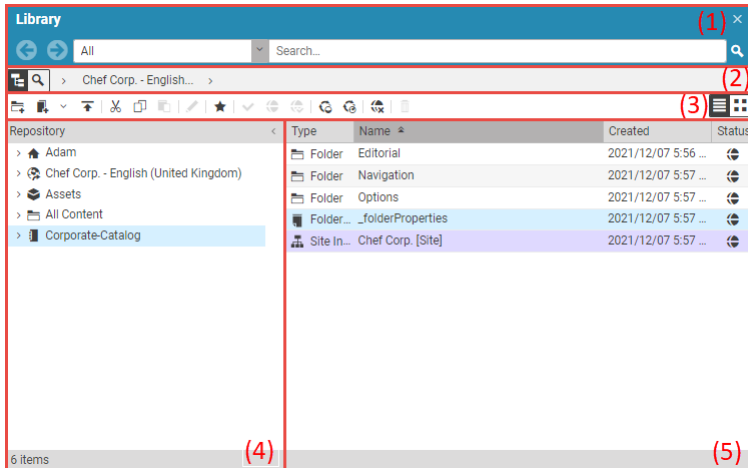 Library (1) ×
All Search...
> Chef Corp. - English... > (2)
(3)
Repository < Type Name Created Status
> Adam Folder Editorial 2021/12/07 5:56 ...
> Chef Corp. - English (United Kingdom) Folder Navigation 2021/12/07 5:57 ...
> Assets Folder Options 2021/12/07 5:57 ...
> All Content Folder... _folderProperties 2021/12/07 5:57 ...
> Corporate-Catalog Site In... Chef Corp. [Site] 2021/12/07 5:57 ...
6 items (4) (5)